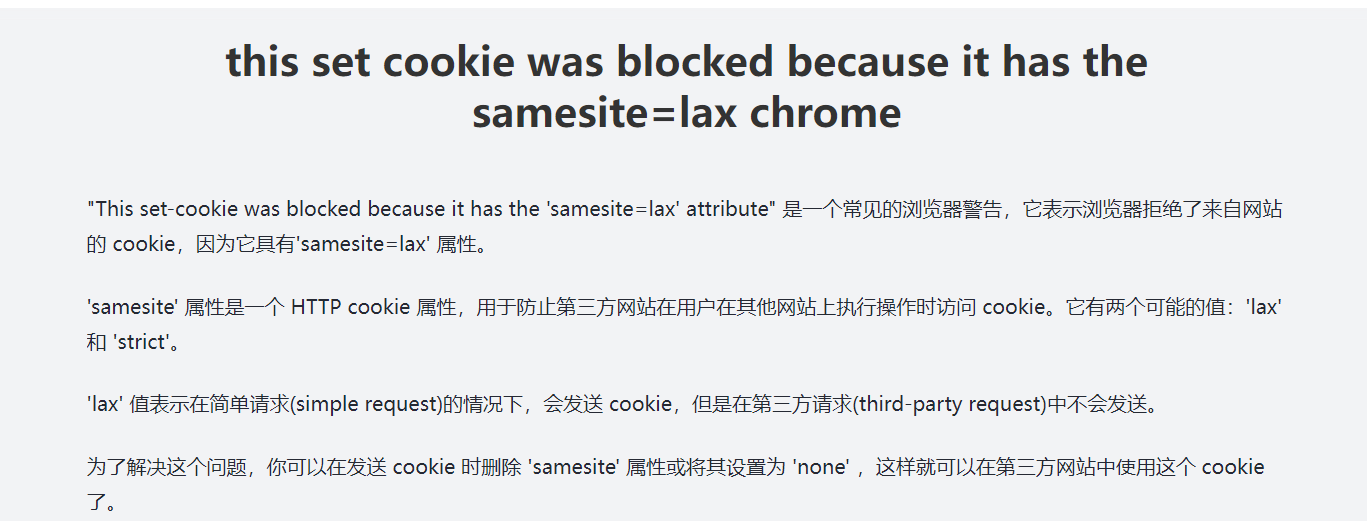 this set cookie was blocked because it has the
samesite=lax chrome
"This set-cookie was blocked because it has the 'samesite=lax' attribute" 是一个常见的浏览器警告，它表示浏览器拒绝了来自网站
的 cookie，因为它具有'samesite=lax' 属性。
'samesite' 属性是一个 HTTP cookie 属性，用于防止第三方网站在用户在其他网站上执行操作时访问 cookie。它有两个可能的值：'lax'
和 'strict'。
'lax' 值表示在简单请求(simple request)的情况下，会发送 cookie，但是在第三方请求(third-party request)中不会发送。
为了解决这个问题，你可以在发送 cookie 时删除 'samesite' 属性或将其设置为 'none' ，这样就可以在第三方网站中使用这个 cookie
了。